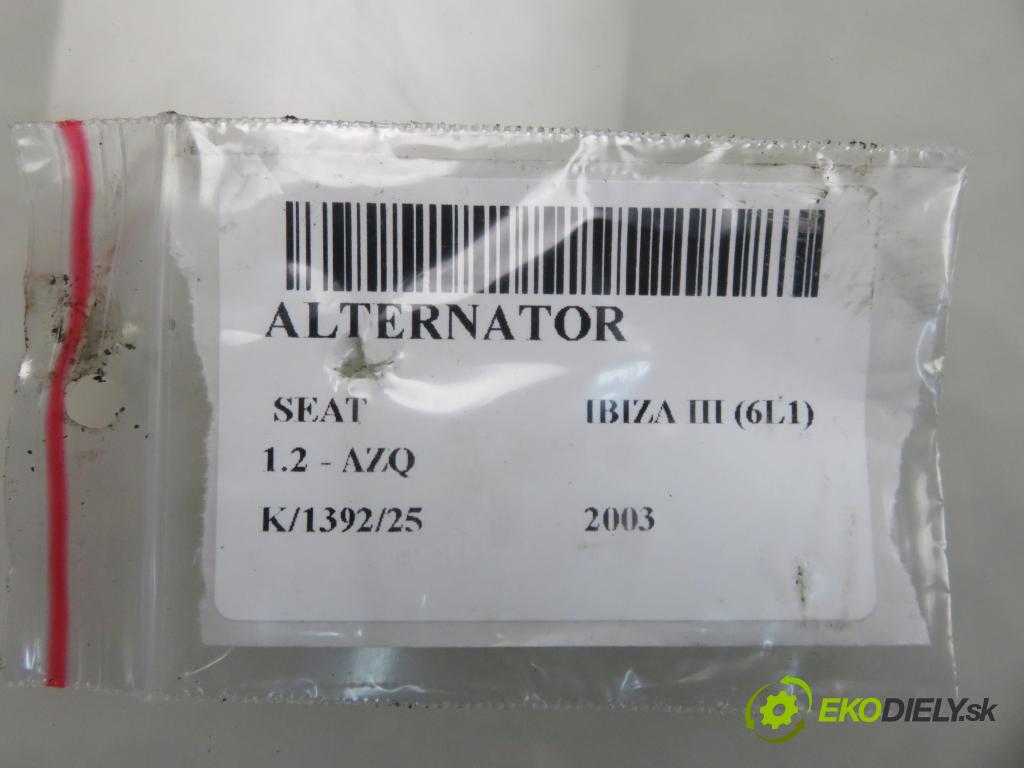 ALTERNATOR
SEAT IBIZA III (6L1)
1.2 - AZQ
K/1392/25 2003
EKODIELY.sk